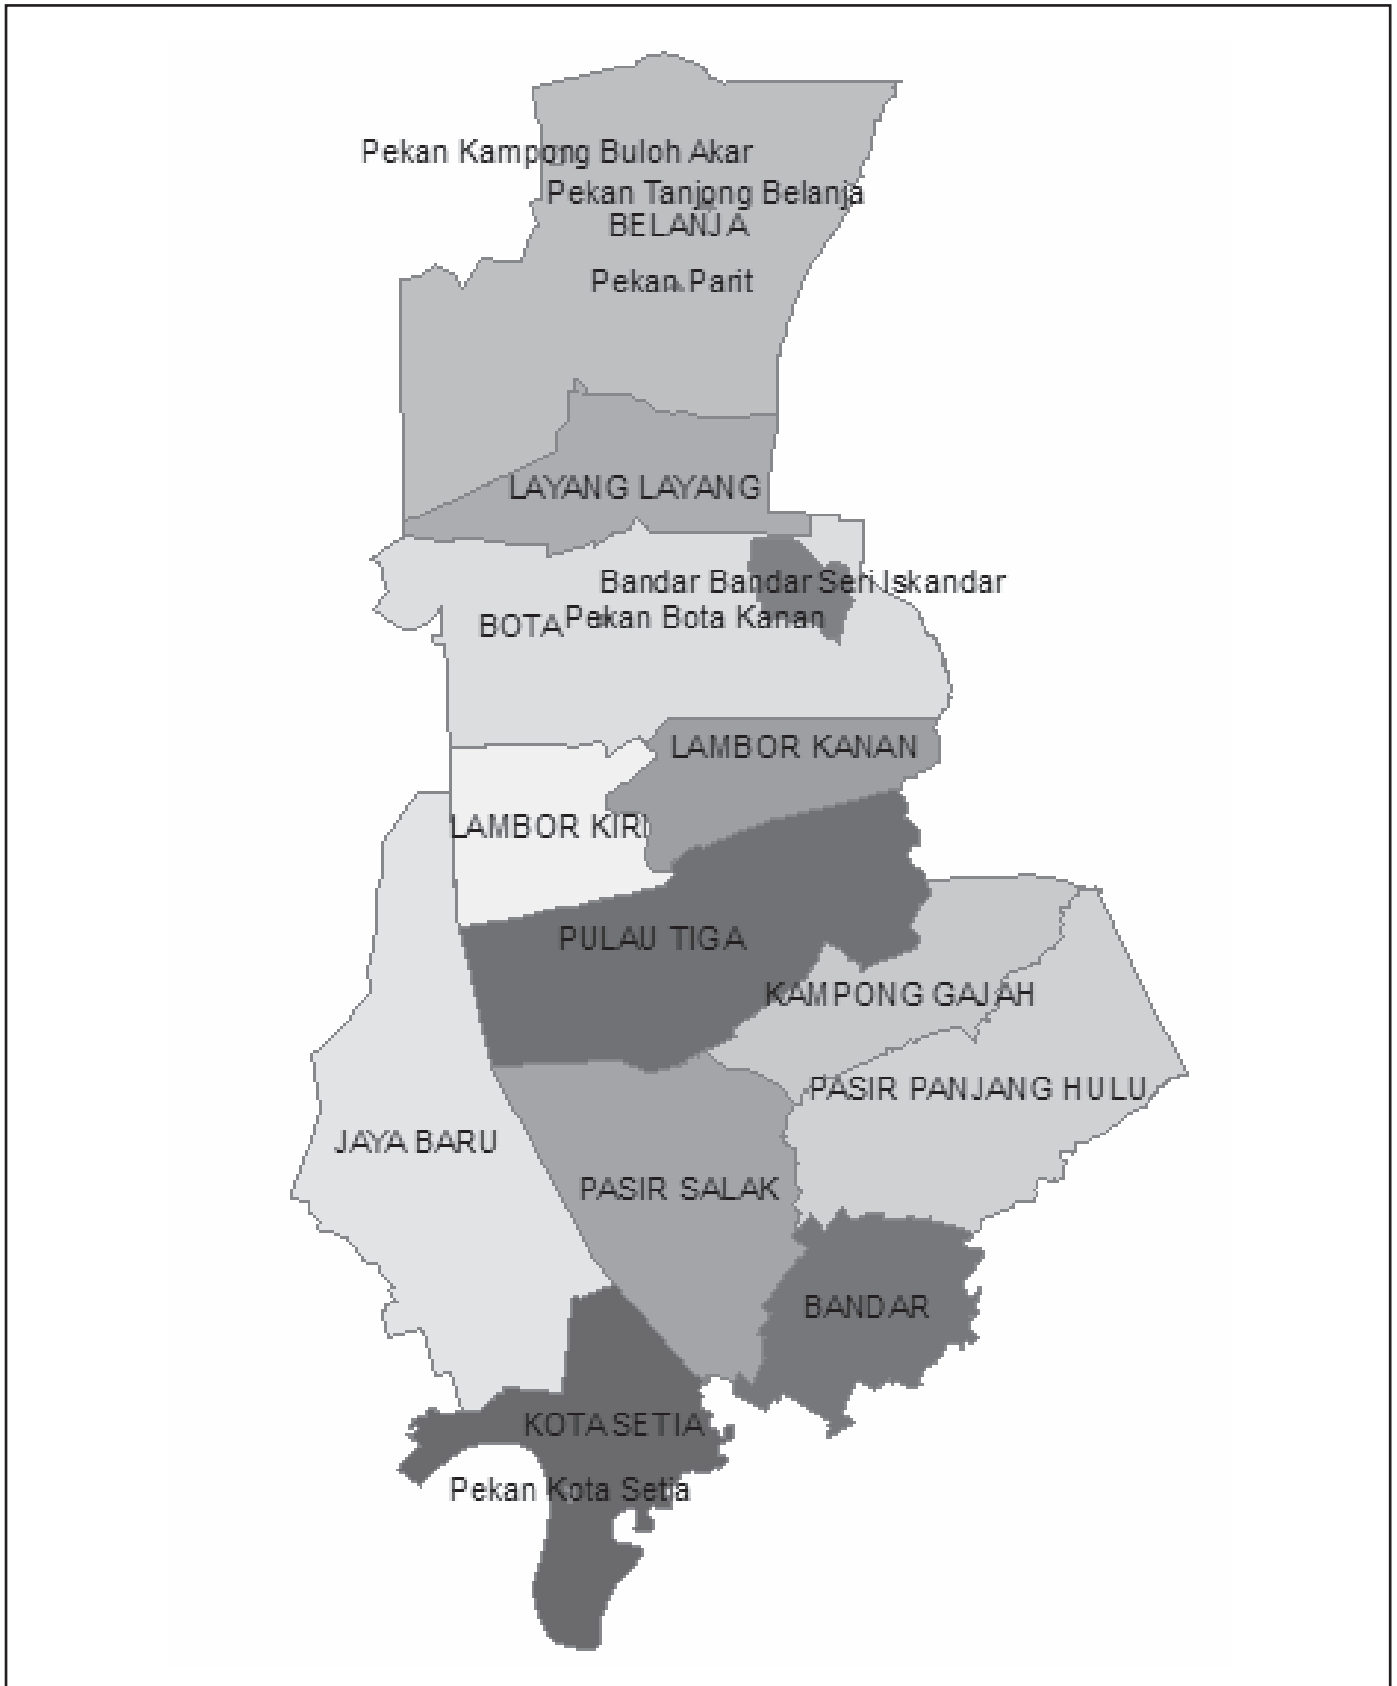 Pekan Kampong Buloh Akar
Pekan Tanjong Belanja
BELANJA
Pekan Parit
LAYANG LAYANG
Bandar Bandar Seri Iskandar
BOTA
Pekan Bota Kanan
LAMBOR KANAN
LAMBOR KIRI
PULAU TIGA
KAMPONG GAJAH
PASIR PANJANG HULU
JAYA BARU
PASIR SALAK
BANDAR
KOTA SETIA
Pekan Kota Setia